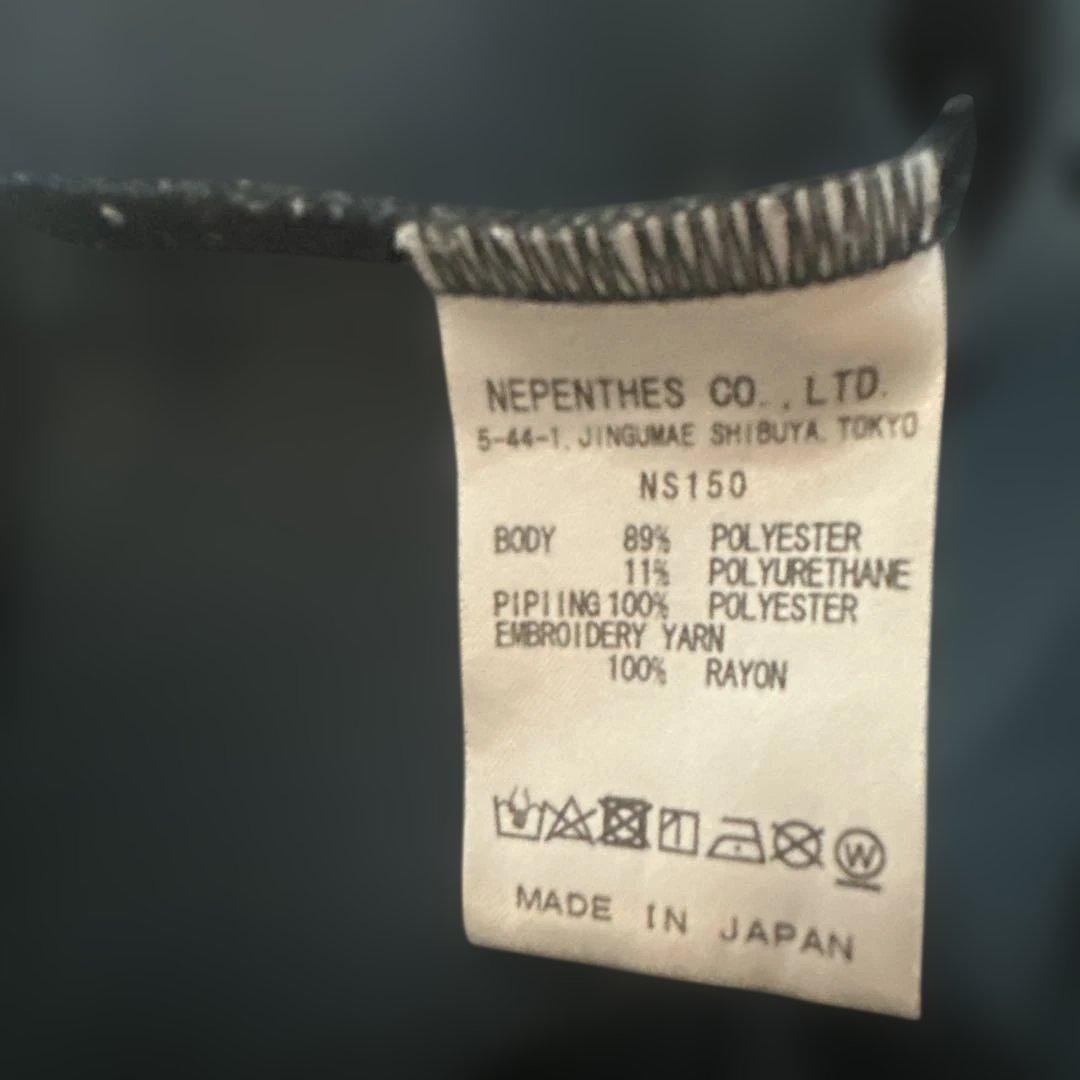 NEPENTHES CO., LTD.
5-44-1, JINGUMAE SHIBUYA, TOKYO
NS150
BODY 89% POLYESTER
11% POLYURETHANE
PIPIING 100% POLYESTER
EMBROIDERY YARN
100% RAYON
W
MADE IN JAPAN